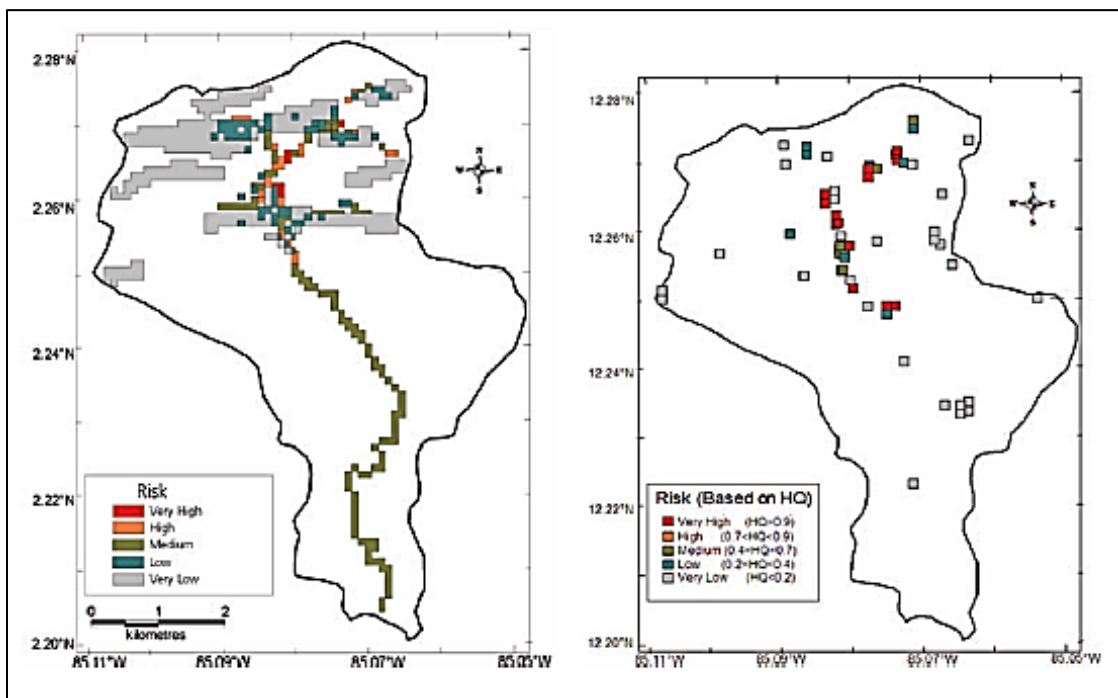 2.28°N
2.26°N
2.24°N
2.22°N
2.20°N
85.11°W
85.09°W
85.07°W
85.05°W
N
W
E
S
Risk
Very High
High
Medium
Low
Very Low
0
1
2
kilometres
12.28°N
12.26°N
12.24°N
12.22°N
12.20°N
85.11°W
85.09°W
85.07°W
85.05°W
N
W
E
S
Risk (Based on HQ)
Very High (HQ>0.9)
High (0.7<HQ<0.9)
Medium (0.4<HQ<0.7)
Low (0.2<HQ<0.4)
Very Low (HQ<0.2)